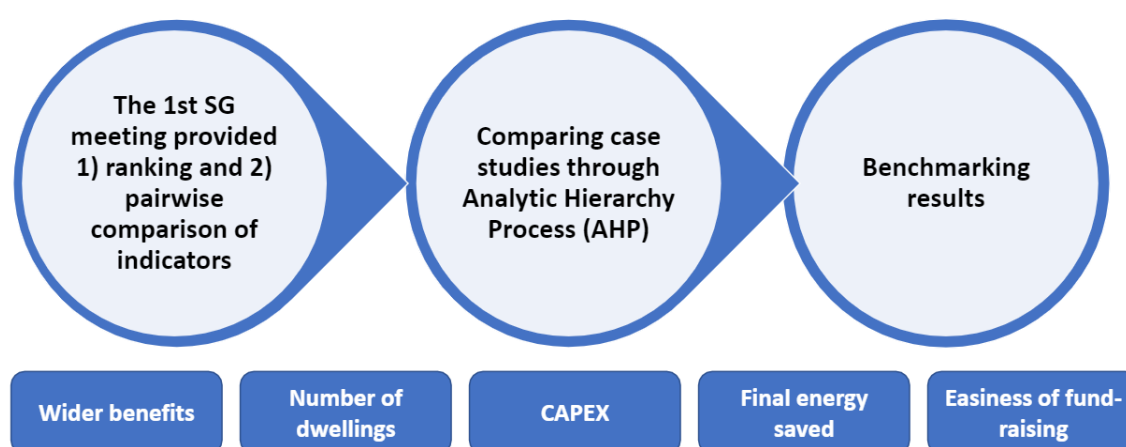 The 1st SG
meeting provided
1) ranking and 2)
pairwise
comparison of
indicators
Comparing case
studies through
Analytic Hierarchy
Process (AHP)
Benchmarking
results
Wider benefits
Number of
dwellings
CAPEX
Final energy
saved
Easiness of fund-
raising